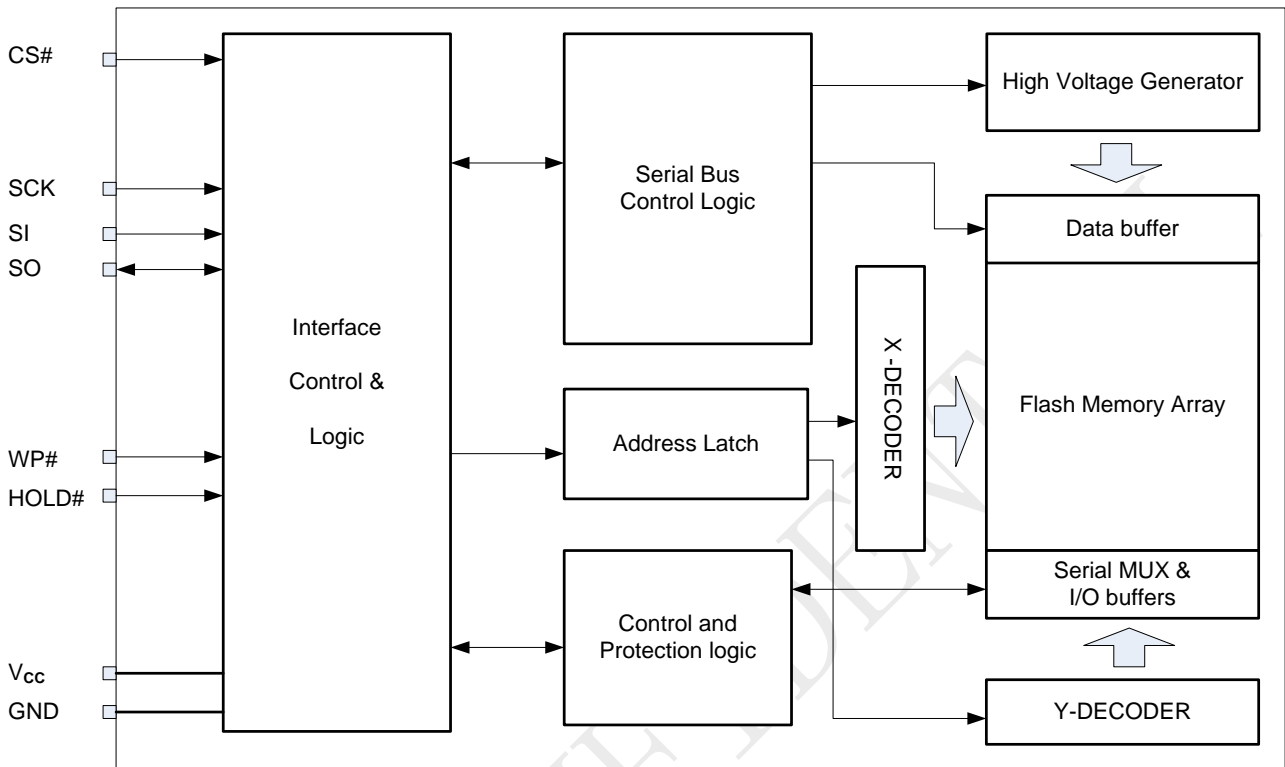 CS#
SCK
SI
SO
WP#
HOLD#
Vcc
GND
Interface
Control &
Logic
Serial Bus
Control Logic
Address Latch
Control and
Protection logic
X -DECODER
High Voltage Generator
Data buffer
Flash Memory Array
Serial MUX &
I/O buffers
Y-DECODER